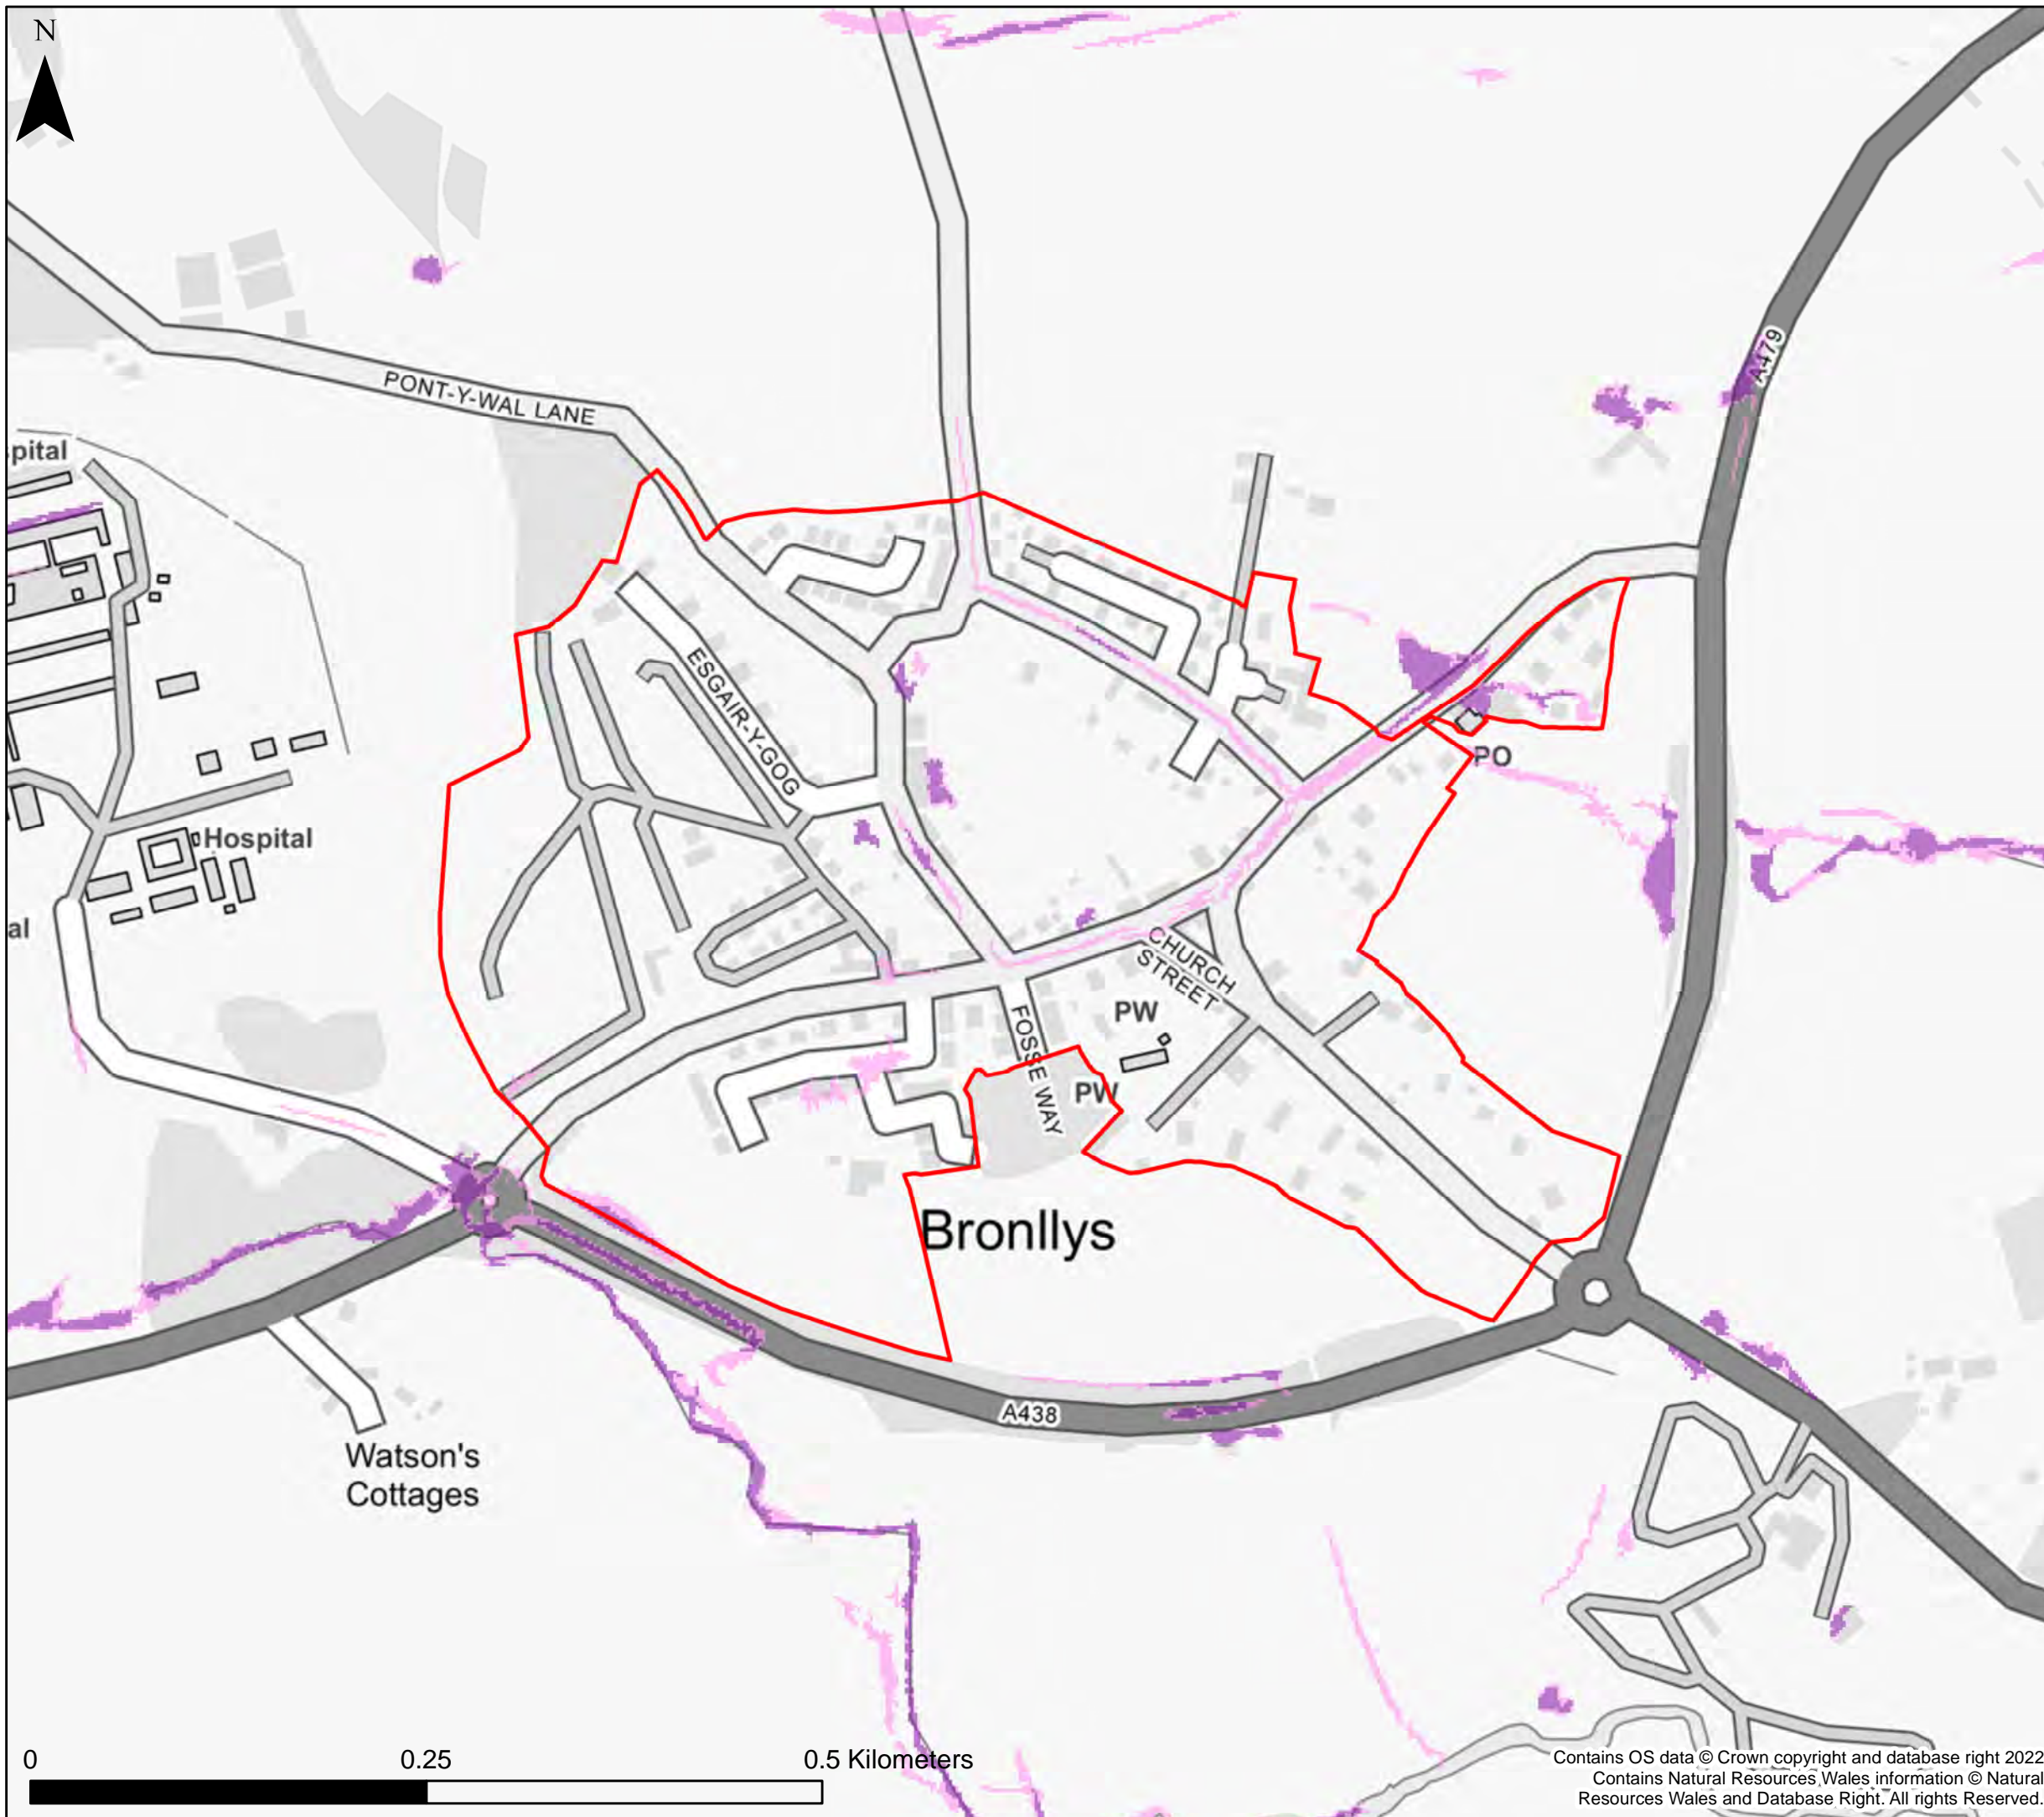 N
A479
PONT-Y-WAL LANE
spital
ESGAIR-Y-GOG
PO
Hospital
al
CHURCH
STREET
PW
FOSSE WAY
PW
Bronllys
A438
Watson's
Cottages
0 0.25 0.5 Kilometers
Contains OS data © Crown copyright and database right 2022
Contains Natural Resources Wales information © Natural
Resources Wales and Database Right. All rights Reserved.